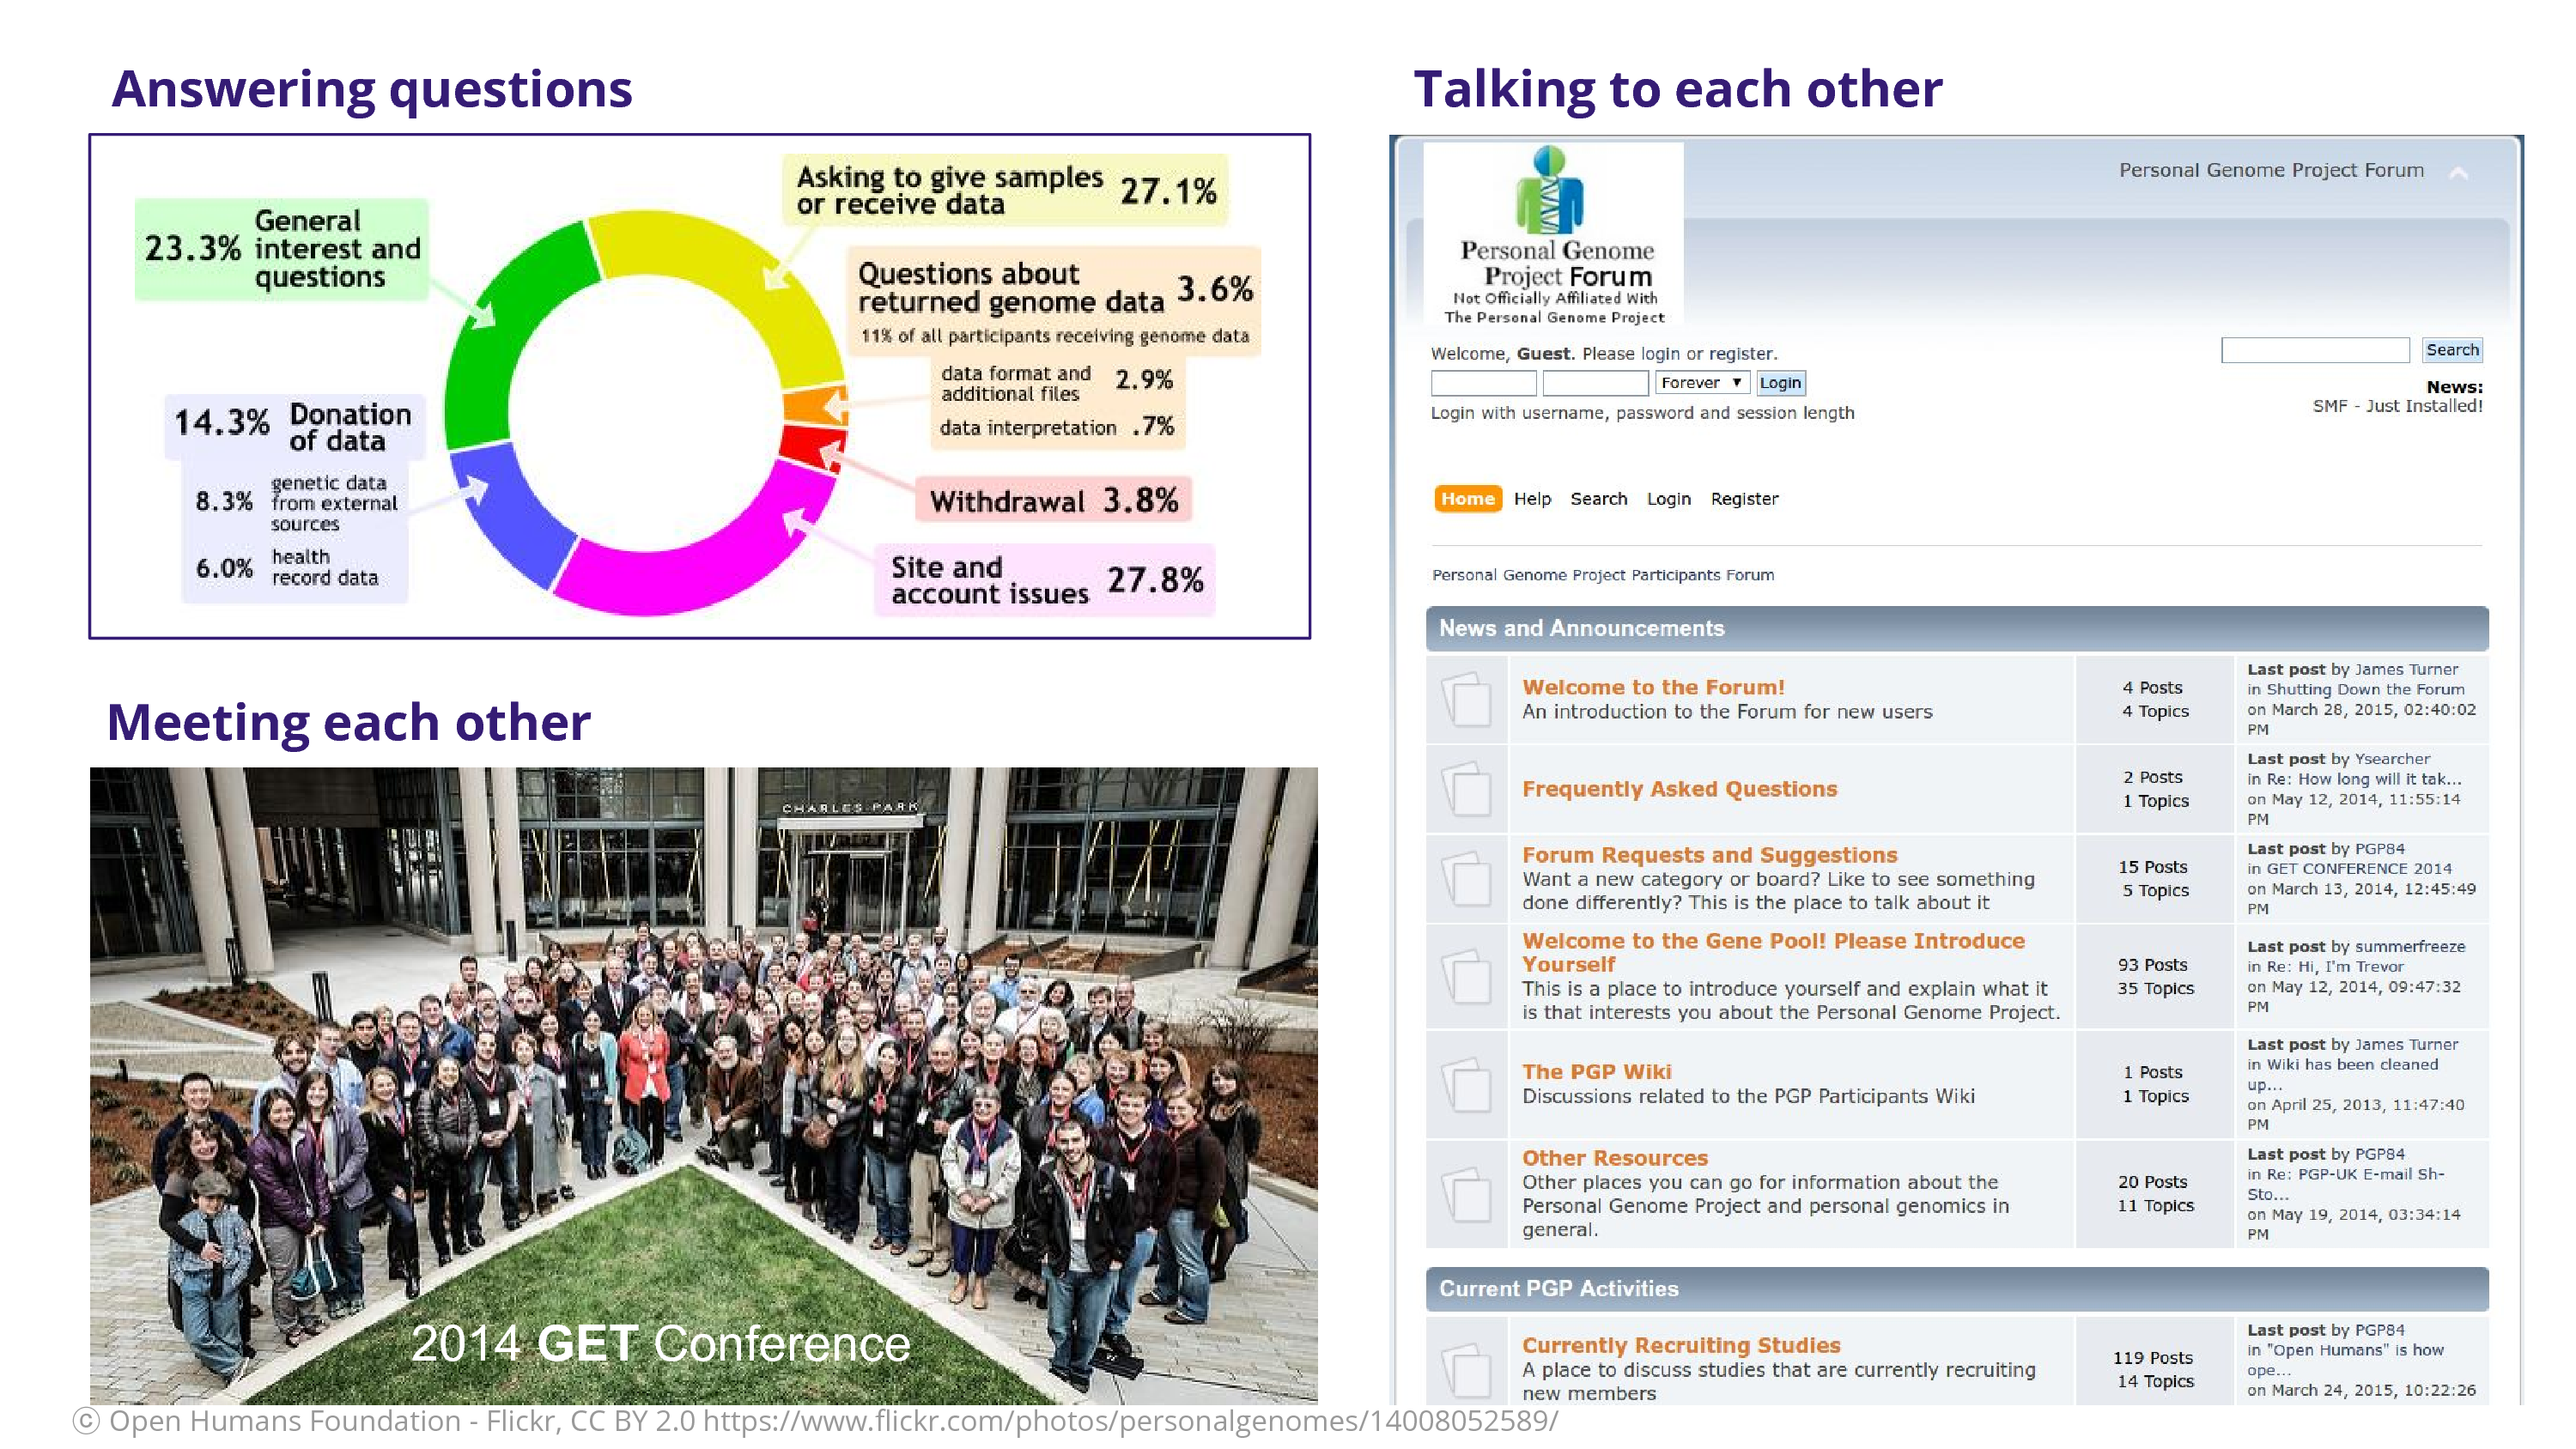 Answering questions
23.3%
General
interest and
questions
14.3%
Donation
of data
8.3%
genetic data
from external
sources
6.0%
health
record data
Asking to give samples
or receive data
27.1%
Questions about
returned genome data
3.6%
11% of all participants receiving genome data
data format and
additional files
2.9%
data interpretation .7%
Withdrawal 3.8%
Site and
account issues
27.8%
Meeting each other
CHARLES PARK
2014 GET Conference
Talking to each other
Personal Genome
Project Forum
Not Officially Affiliated With
The Personal Genome Project
Personal Genome Project Forum
Welcome, Guest. Please login or register.
Forever ▼ Login
Login with username, password and session length
Search
News:
SMF - Just Installed!
Home Help Search Login Register
Personal Genome Project Participants Forum
News and Announcements
Welcome to the Forum!
An introduction to the Forum for new users
4 Posts
4 Topics
Last post by James Turner
in Shutting Down the Forum
on March 28, 2015, 02:40:02
PM
Frequently Asked Questions
2 Posts
1 Topics
Last post by Ysearcher
in Re: How long will it tak...
on May 12, 2014, 11:55:14
PM
Forum Requests and Suggestions
Want a new category or board? Like to see something
done differently? This is the place to talk about it
15 Posts
5 Topics
Last post by PGP84
in GET CONFERENCE 2014
on March 13, 2014, 12:45:49
PM
Welcome to the Gene Pool! Please Introduce
Yourself
This is a place to introduce yourself and explain what it
is that interests you about the Personal Genome Project.
93 Posts
35 Topics
Last post by summerfreeze
in Re: Hi, I'm Trevor
on May 12, 2014, 09:47:32
PM
The PGP Wiki
Discussions related to the PGP Participants Wiki
1 Posts
1 Topics
Last post by James Turner
in Wiki has been cleaned
up...
on April 25, 2013, 11:47:40
PM
Other Resources
Other places you can go for information about the
Personal Genome Project and personal genomics in
general.
20 Posts
11 Topics
Last post by PGP84
in Re: PGP-UK E-mail Sh-
Sto...
on May 19, 2014, 03:34:14
PM
Current PGP Activities
Currently Recruiting Studies
A place to discuss studies that are currently recruiting
new members
119 Posts
14 Topics
Last post by PGP84
in "Open Humans" is how
ope...
on March 24, 2015, 10:22:26
ⓒ Open Humans Foundation - Flickr, CC BY 2.0 https://www.flickr.com/photos/personalgenomes/14008052589/